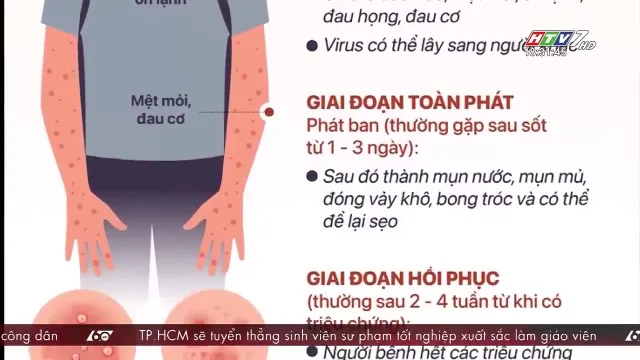 ớn lạnh
đau họng, đau cơ
Virus có thể lây sang người
HTV7 HD
Mệt mỏi,
đau cơ
GIAI ĐOẠN TOÀN PHÁT
Phát ban (thường gặp sau sốt
từ 1 - 3 ngày):
Sau đó thành mụn nước, mụn mủ,
đóng vảy khô, bong tróc và có thể
để lại sẹo
GIAI ĐOẠN HỒI PHỤC
(thường sau 2 - 4 tuần từ khi có
triệu chứng):
Người bệnh hết các triệu chứng
công dân 60 TP.HCM sẽ tuyển thẳng sinh viên sư phạm tốt nghiệp xuất sắc làm giáo viên